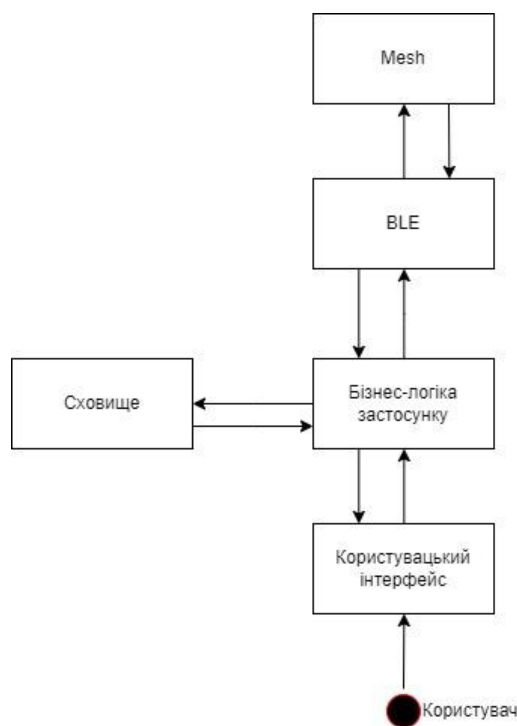 Mesh
BLE
Сховище
Бізнес-логіка
застосунку
Користувацький
інтерфейс
Користувач